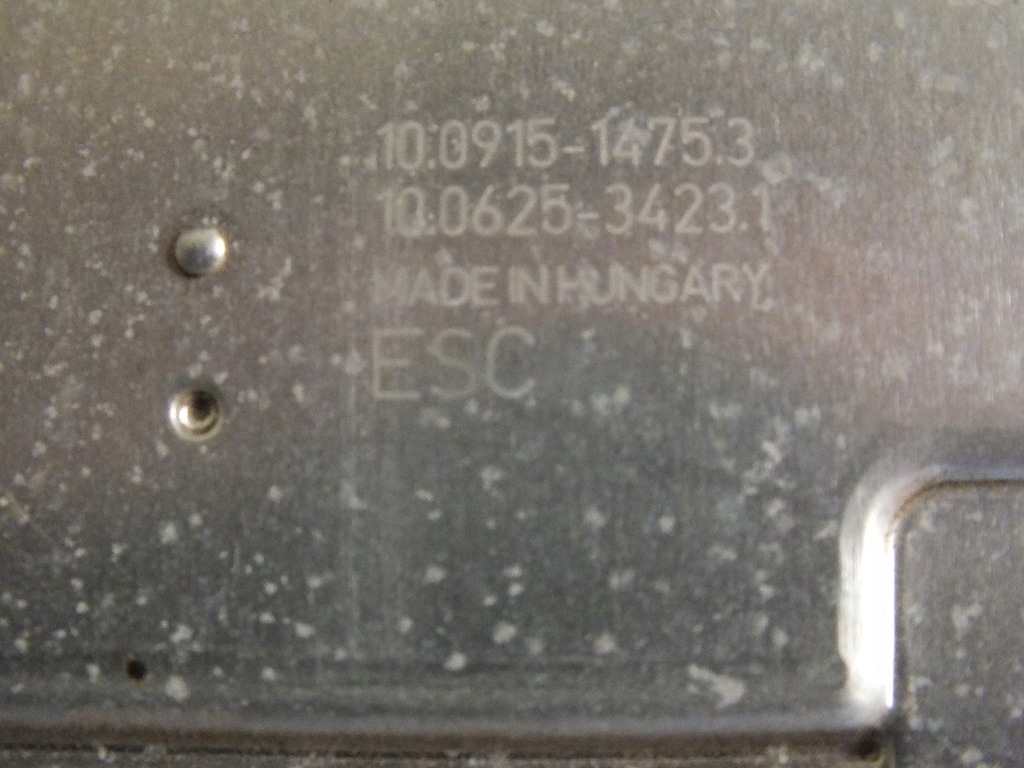 10.0915-1475.3
10.0625-3423.1
MADE IN HUNGARY
ESC